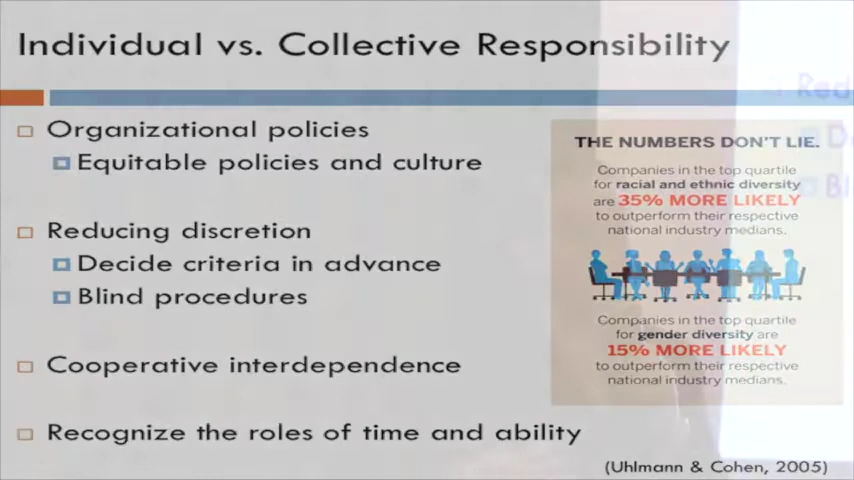 Individual vs. Collective Responsibility
Organizational policies
Equitable policies and culture
Reducing discretion
Decide criteria in advance
Blind procedures
Cooperative interdependence
Recognize the roles of time and ability
THE NUMBERS DON'T LIE.
Companies in the top quartile
for racial and ethnic diversity
are 35% MORE LIKELY
to outperform their respective
national industry medians.
Companies in the top quartile
for gender diversity are
15% MORE LIKELY
to outperform their respective
national industry medians.
(Uhlmann & Cohen, 2005)